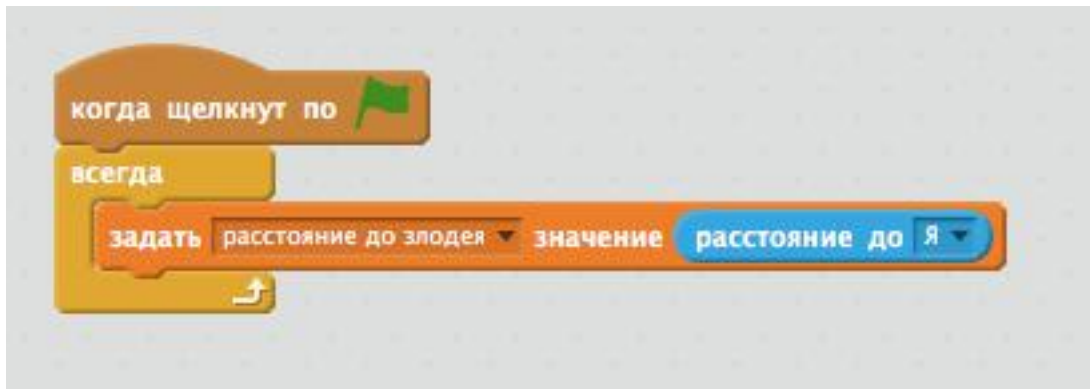 когда щелкнут по
всегда
задать расстояние до злодея значение расстояние до Я